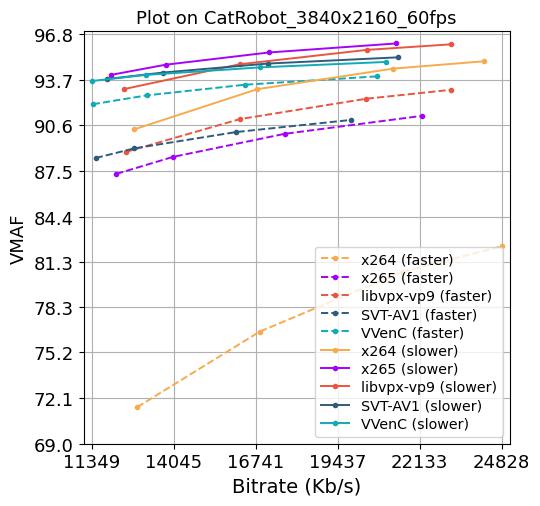 Plot on CatRobot_3840x2160_60fps
96.8
93.7
90.6
87.5
84.4
81.3
78.3
75.2
72.1
69.0
VMAF
x264 (faster)
x265 (faster)
libvpx-vp9 (faster)
SVT-AV1 (faster)
VVenC (faster)
x264 (slower)
x265 (slower)
libvpx-vp9 (slower)
SVT-AV1 (slower)
VVenC (slower)
11349 14045 16741 19437 22133 24828
Bitrate (Kb/s)